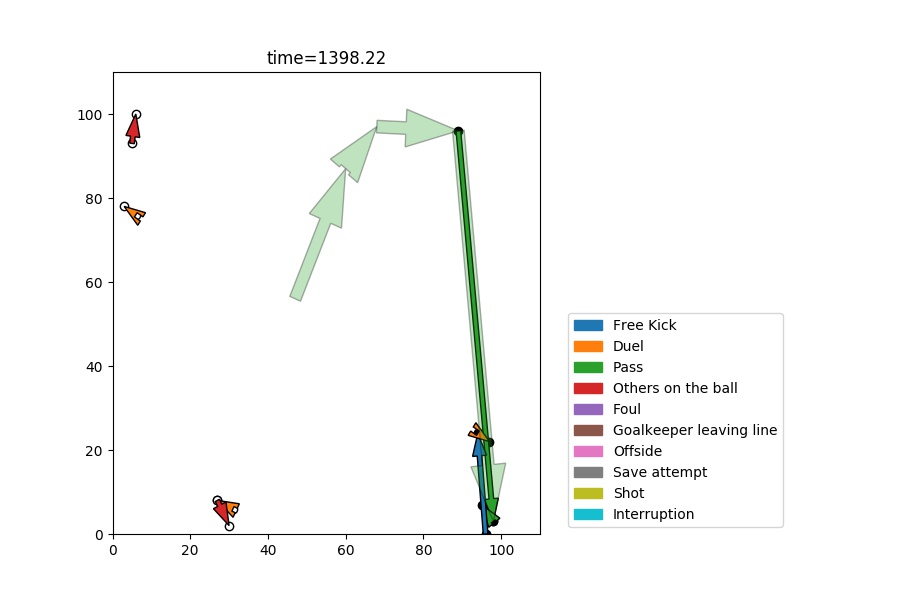 time=1398.22
100
80
60
40
20
0
0
20
40
60
80
100
Free Kick
Duel
Pass
Others on the ball
Foul
Goalkeeper leaving line
Offside
Save attempt
Shot
Interruption